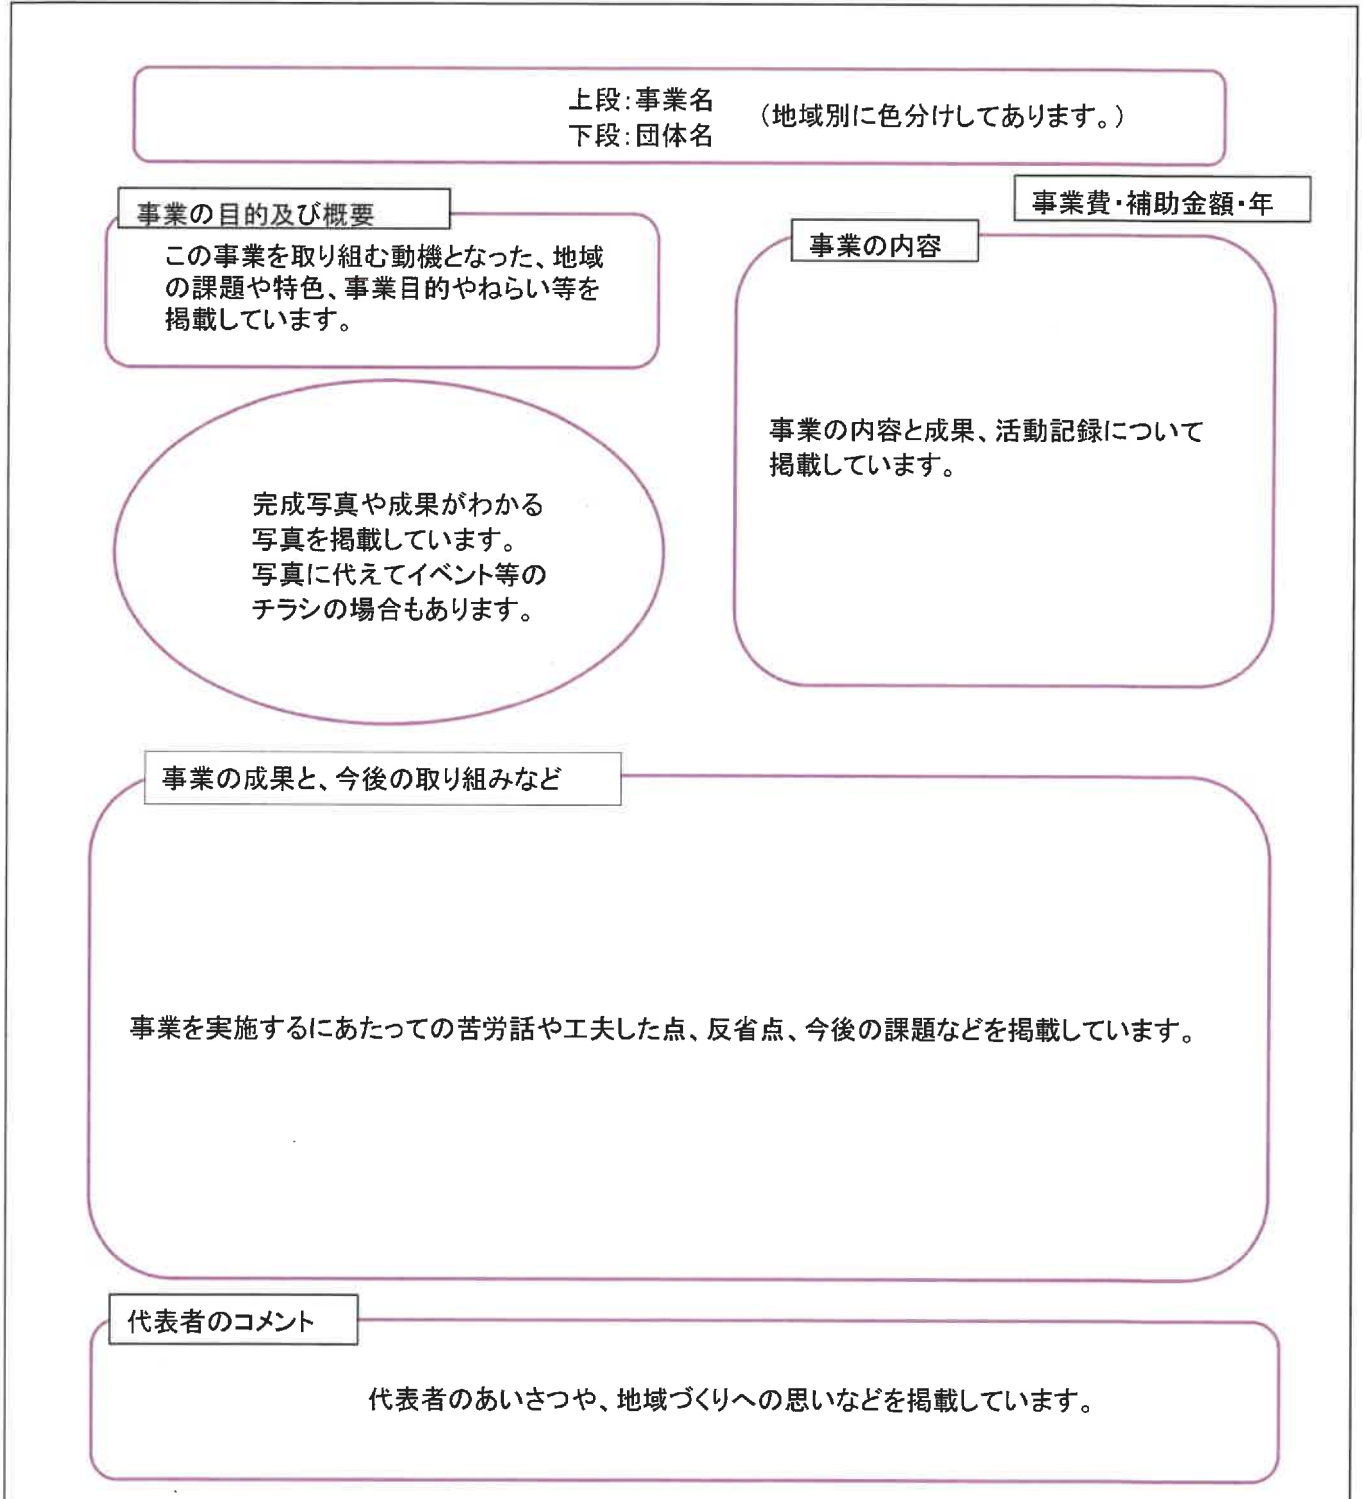 上段:事業名
下段:団体名
（地域別に色分けしてあります。）
事業費・補助金額・年
事業の目的及び概要
この事業を取り組む動機となった、地域
の課題や特色、事業目的やねらい等を
掲載しています。
事業の内容
事業の内容と成果、活動記録について
掲載しています。
完成写真や成果がわかる
写真を掲載しています。
写真に代えてイベント等の
チラシの場合もあります。
事業の成果と、今後の取り組みなど
事業を実施するにあたっての苦労話や工夫した点、反省点、今後の課題などを掲載しています。
代表者のコメント
代表者のあいさつや、地域づくりへの思いなどを掲載しています。